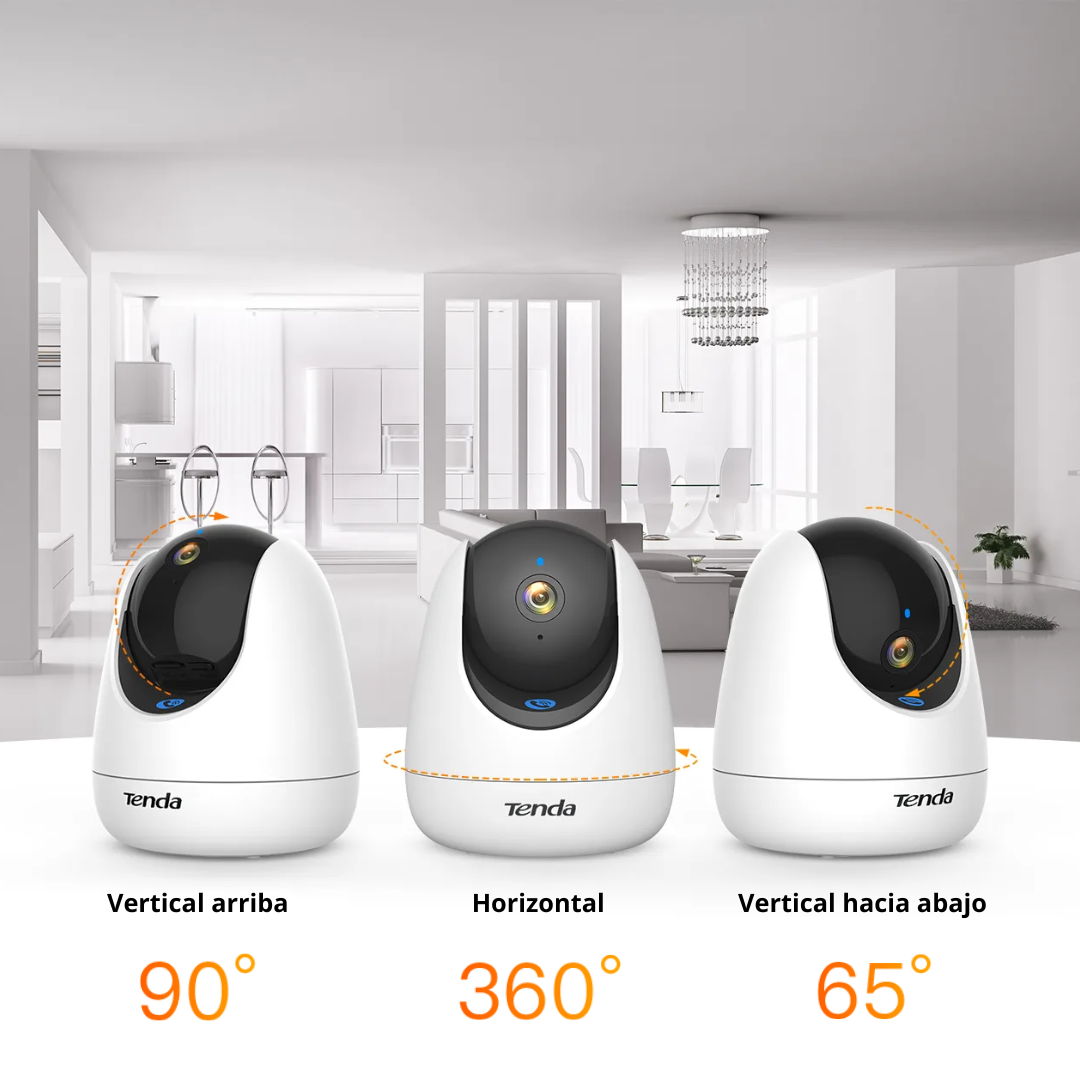 Tenda
Tenda
Tenda
Vertical arriba
Horizontal
Vertical hacia abajo
90°
360°
65°